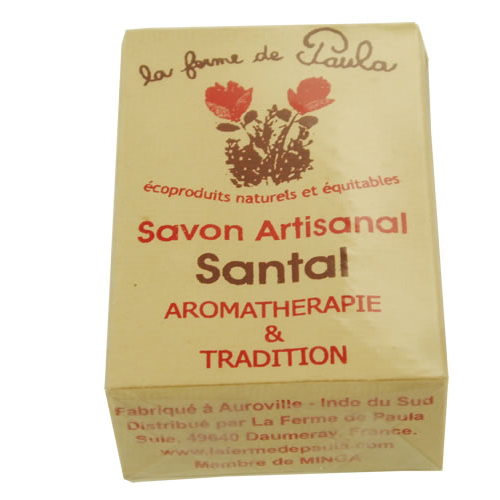 la ferme de Paula
écoproduits naturels et équitables
Savon Artisanal
Santal
AROMATHERAPIE
&
TRADITION
Fabriqué à Auroville - Indo du Sud
Distribué par La Ferme de Paula
Suie, 49640 Daumeray, France.
www.lafermedepaula.com
Membre de MINGA